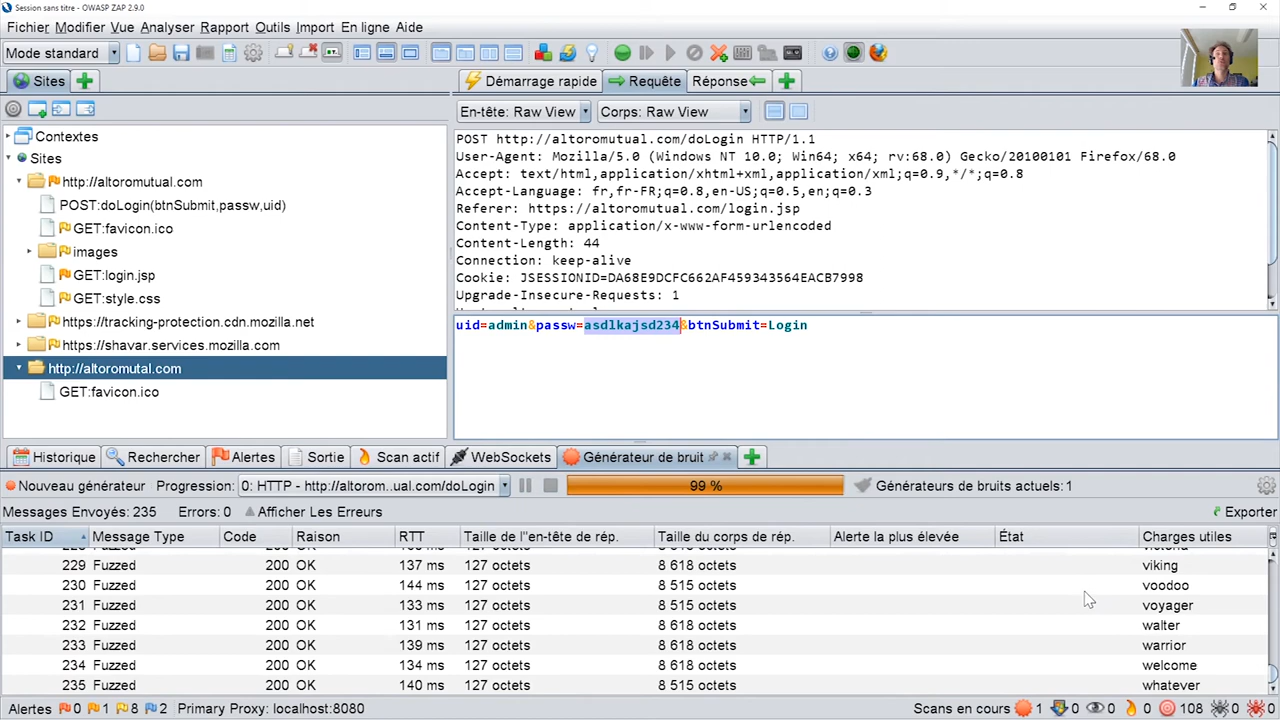 Session sans titre - OWASP ZAP 2.9.0
Fichier Modifier Vue Analyser Rapport Outils Import En ligne Aide
Mode standard
Sites
Démarrage rapide Requête Réponse
En-tête: Raw View Corps: Raw View
Contextes
Sites
http://altoromutual.com
POST:doLogin(btnSubmit,passw,uid)
GET:favicon.ico
images
GET:login.jsp
GET:style.css
https://tracking-protection.cdn.mozilla.net
https://shavar.services.mozilla.com
http://altoromutal.com
GET:favicon.ico
POST http://altoromutual.com/doLogin HTTP/1.1
User-Agent: Mozilla/5.0 (Windows NT 10.0; Win64; x64; rv:68.0) Gecko/20100101 Firefox/68.0
Accept: text/html,application/xhtml+xml,application/xml;q=0.9,*/*;q=0.8
Accept-Language: fr,fr-FR;q=0.8,en-US;q=0.5,en;q=0.3
Referer: https://altoromutual.com/login.jsp
Content-Type: application/x-www-form-urlencoded
Content-Length: 44
Connection: keep-alive
Cookie: JSESSIONID=DA68E9DCFC662AF459343564EACB7998
Upgrade-Insecure-Requests: 1
uid=admin&passw=asdlkajsd234&btnSubmit=Login
Historique Rechercher Alertes Sortie Scan actif WebSockets Générateur de bruit
Nouveau générateur Progression: 0: HTTP - http://altorom..ual.com/doLogin 99 % Générateurs de bruits actuels: 1
Messages Envoyés: 235 Errors: 0 Afficher Les Erreurs Exporter
Task ID Message Type Code Raison RTT Taille de l"en-tête de rép. Taille du corps de rép. Alerte la plus élevée État Charges utiles
229 Fuzzed 200 OK 137 ms 127 octets 8 618 octets viking
230 Fuzzed 200 OK 144 ms 127 octets 8 515 octets voodoo
231 Fuzzed 200 OK 133 ms 127 octets 8 515 octets voyager
232 Fuzzed 200 OK 131 ms 127 octets 8 618 octets walter
233 Fuzzed 200 OK 139 ms 127 octets 8 618 octets warrior
234 Fuzzed 200 OK 134 ms 127 octets 8 618 octets welcome
235 Fuzzed 200 OK 140 ms 127 octets 8 515 octets whatever
Alertes 0 1 8 2 Primary Proxy: localhost:8080 Scans en cours 1 0 0 0 108 0 0